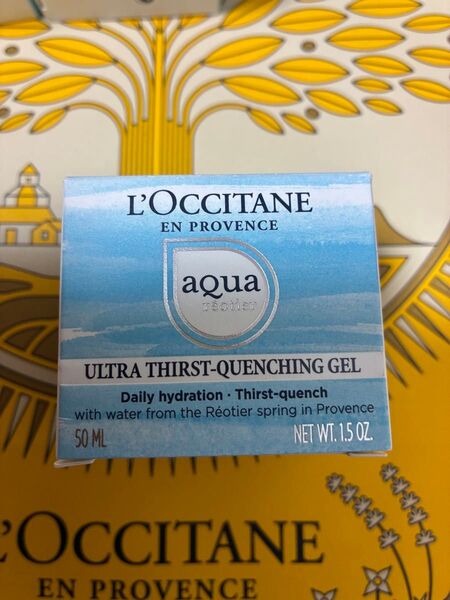 L'OCCITANE
EN PROVENCE
aqua
réotier
ULTRA THIRST-QUENCHING GEL
Daily hydration · Thirst-quench
with water from the Réotier spring in Provence
50 ML NET WT. 1.5 OZ.
L'OCCITANE
EN PROVENCE